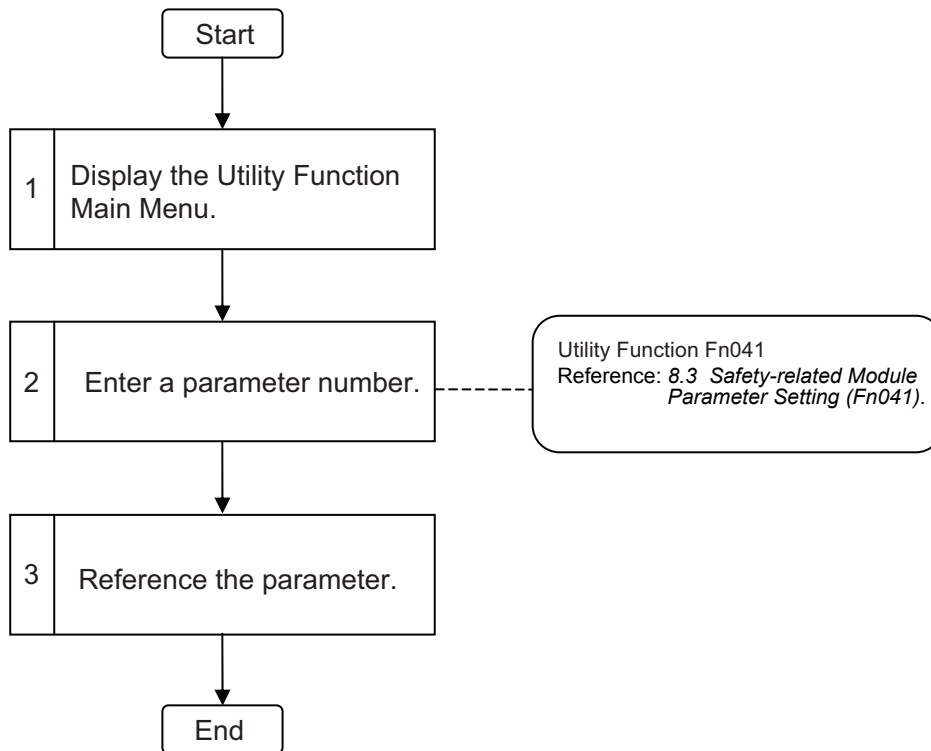 Start
1
Display the Utility Function
Main Menu.
2
Enter a parameter number.
Utility Function Fn041
Reference: 8.3 Safety-related Module
Parameter Setting (Fn041).
3
Reference the parameter.
End